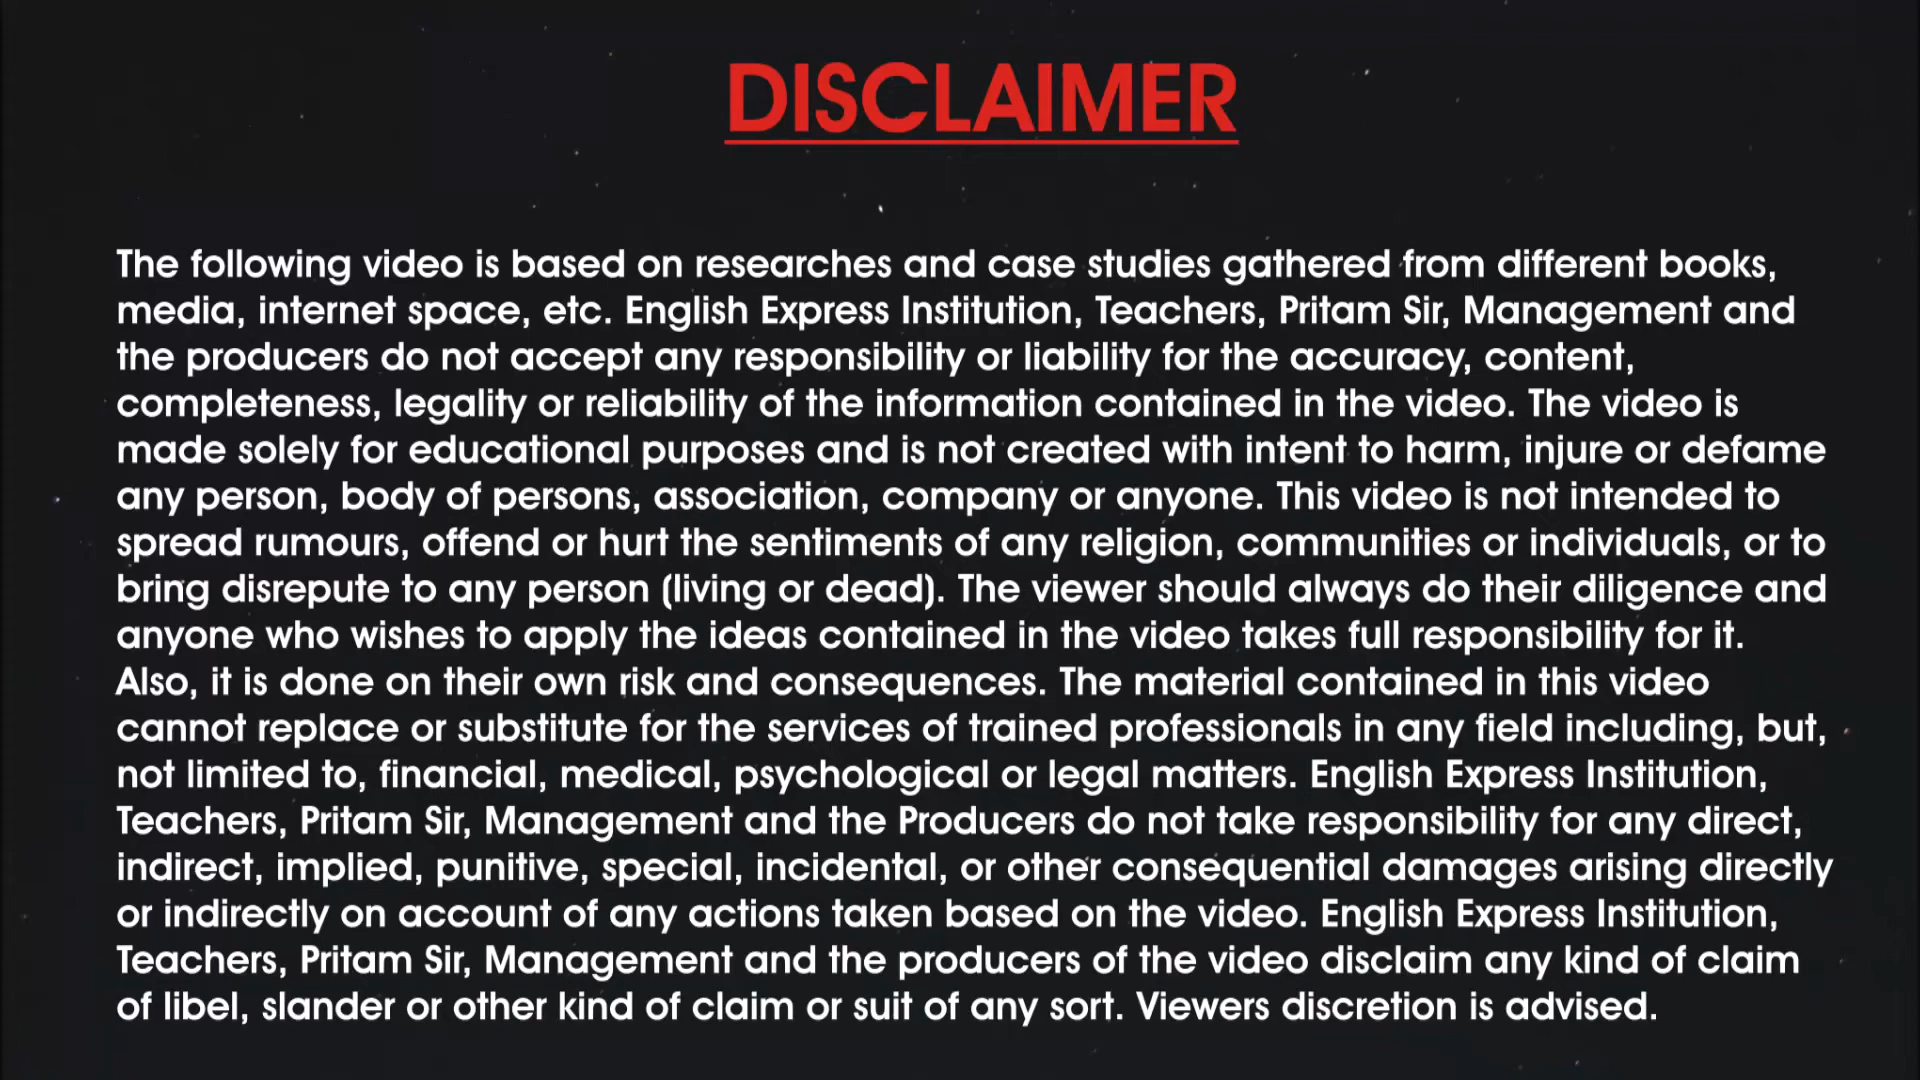 DISCLAIMER
The following video is based on researches and case studies gathered from different books,
media, internet space, etc. English Express Institution, Teachers, Pritam Sir, Management and
the producers do not accept any responsibility or liability for the accuracy, content,
completeness, legality or reliability of the information contained in the video. The video is
made solely for educational purposes and is not created with intent to harm, injure or defame
any person, body of persons, association, company or anyone. This video is not intended to
spread rumours, offend or hurt the sentiments of any religion, communities or individuals, or to
bring disrepute to any person (living or dead). The viewer should always do their diligence and
anyone who wishes to apply the ideas contained in the video takes full responsibility for it.
Also, it is done on their own risk and consequences. The material contained in this video
cannot replace or substitute for the services of trained professionals in any field including, but,
not limited to, financial, medical, psychological or legal matters. English Express Institution,
Teachers, Pritam Sir, Management and the Producers do not take responsibility for any direct,
indirect, implied, punitive, special, incidental, or other consequential damages arising directly
or indirectly on account of any actions taken based on the video. English Express Institution,
Teachers, Pritam Sir, Management and the producers of the video disclaim any kind of claim
of libel, slander or other kind of claim or suit of any sort. Viewers discretion is advised.